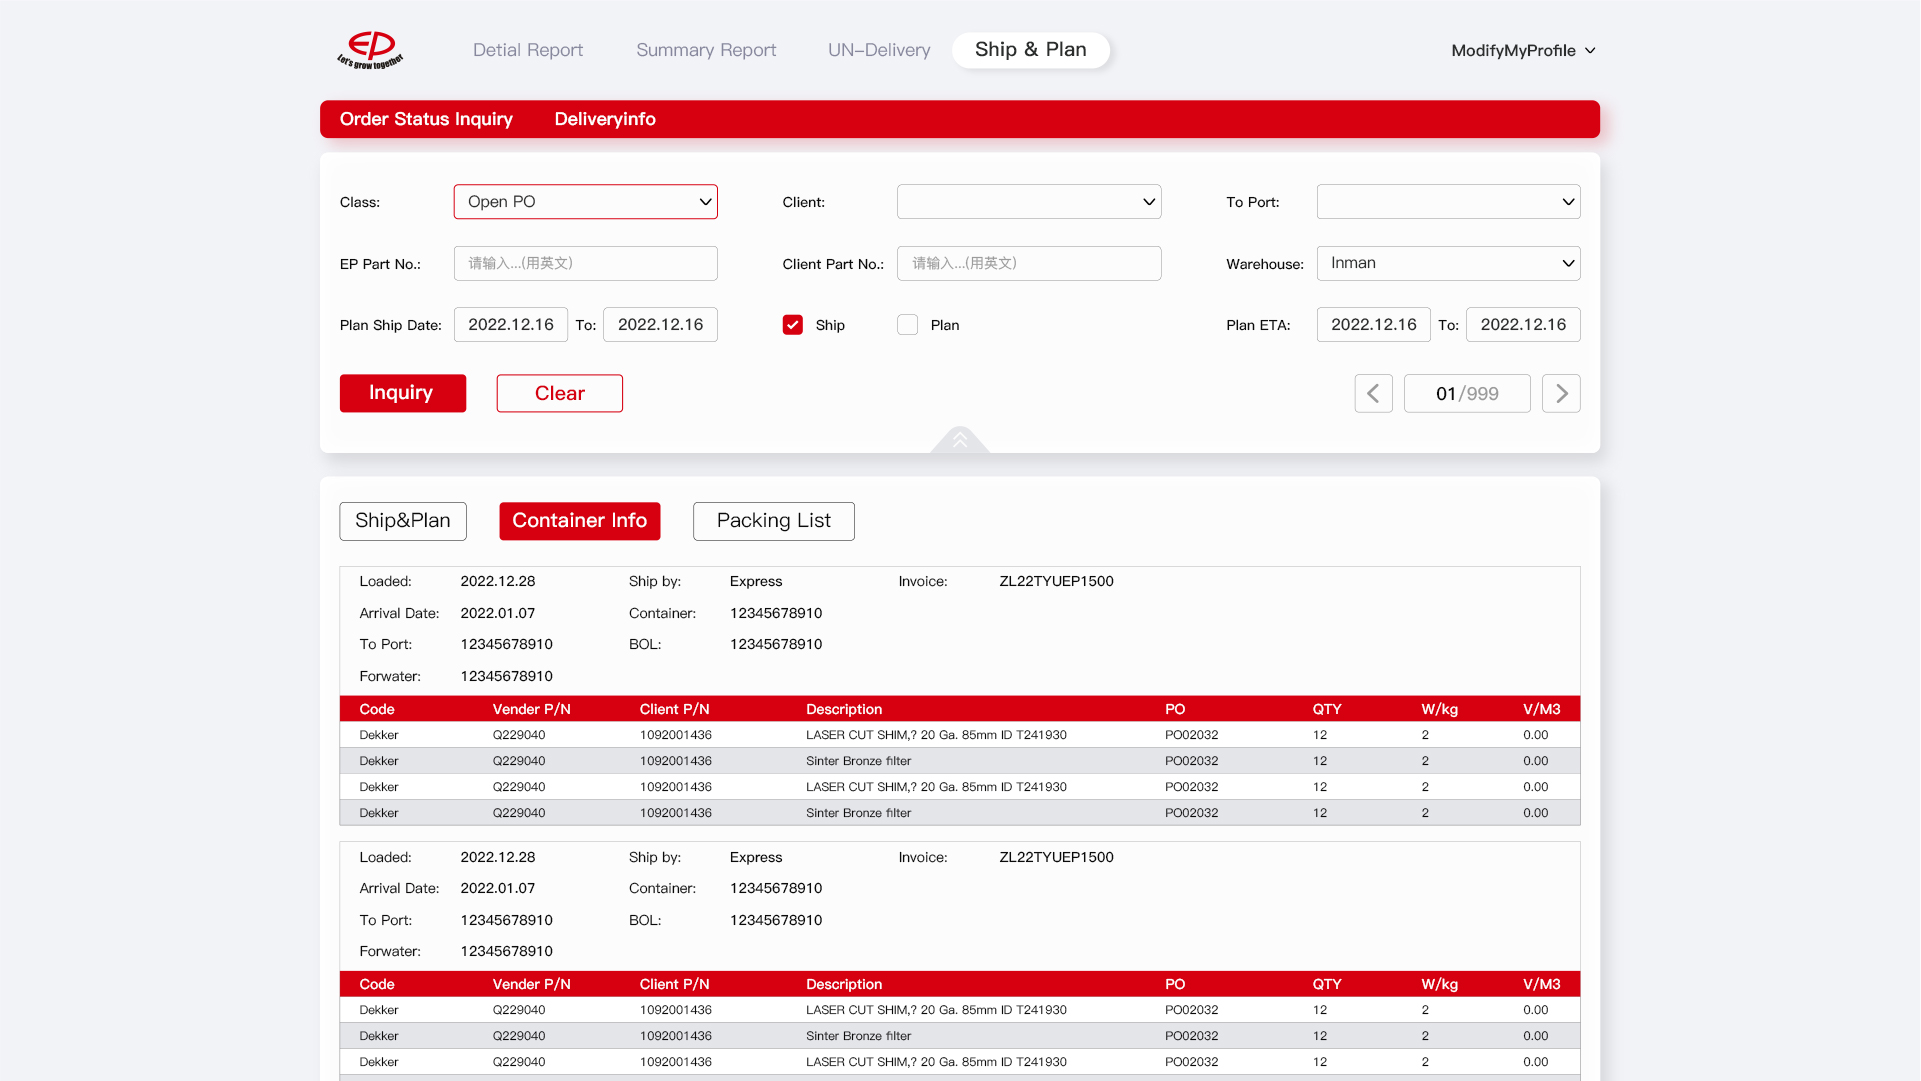 EP
Let's grow together
Detial Report Summary Report UN-Delivery Ship & Plan ModifyMyProfile
Order Status Inquiry Deliveryinfo
Class: Open PO Client: To Port:
EP Part No.: 请输入...(用英文) Client Part No.: 请输入...(用英文) Warehouse: Inman
Plan Ship Date: 2022.12.16 To: 2022.12.16 Ship Plan Plan ETA: 2022.12.16 To: 2022.12.16
Inquiry Clear 01/999
Ship&Plan Container Info Packing List
Loaded: 2022.12.28 Ship by: Express Invoice: ZL22TYUEP1500
Arrival Date: 2022.01.07 Container: 12345678910
To Port: 12345678910 BOL: 12345678910
Forwater: 12345678910
Code Vender P/N Client P/N Description PO QTY W/kg V/M3
Dekker Q229040 1092001436 LASER CUT SHIM,? 20 Ga. 85mm ID T241930 PO02032 12 2 0.00
Dekker Q229040 1092001436 Sinter Bronze filter PO02032 12 2 0.00
Dekker Q229040 1092001436 LASER CUT SHIM,? 20 Ga. 85mm ID T241930 PO02032 12 2 0.00
Dekker Q229040 1092001436 Sinter Bronze filter PO02032 12 2 0.00
Loaded: 2022.12.28 Ship by: Express Invoice: ZL22TYUEP1500
Arrival Date: 2022.01.07 Container: 12345678910
To Port: 12345678910 BOL: 12345678910
Forwater: 12345678910
Code Vender P/N Client P/N Description PO QTY W/kg V/M3
Dekker Q229040 1092001436 LASER CUT SHIM,? 20 Ga. 85mm ID T241930 PO02032 12 2 0.00
Dekker Q229040 1092001436 Sinter Bronze filter PO02032 12 2 0.00
Dekker Q229040 1092001436 LASER CUT SHIM,? 20 Ga. 85mm ID T241930 PO02032 12 2 0.00